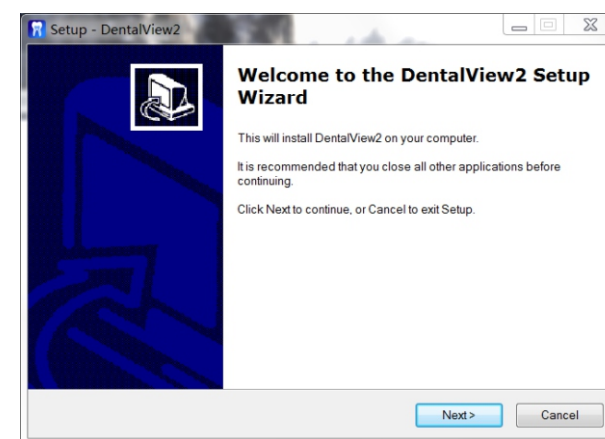 Setup - DentalView2
Welcome to the DentalView2 Setup
Wizard
This will install DentalView2 on your computer.
It is recommended that you close all other applications before
continuing.
Click Next to continue, or Cancel to exit Setup.
Next >
Cancel